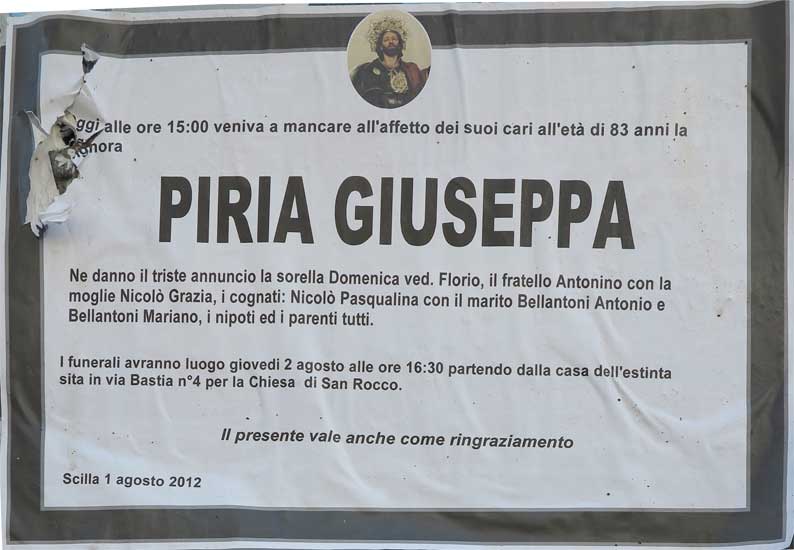 ggi alle ore 15:00 veniva a mancare all'affetto dei suoi cari all'età di 83 anni la
nora
PIRIA GIUSEPPA
Ne danno il triste annuncio la sorella Domenica ved. Florio, il fratello Antonino con la
moglie Nicolò Grazia, i cognati: Nicolò Pasqualina con il marito Bellantoni Antonio e
Bellantoni Mariano, i nipoti ed i parenti tutti.
I funerali avranno luogo giovedi 2 agosto alle ore 16:30 partendo dalla casa dell'estinta
sita in via Bastia n°4 per la Chiesa di San Rocco.
Il presente vale anche come ringraziamento
Scilla 1 agosto 2012